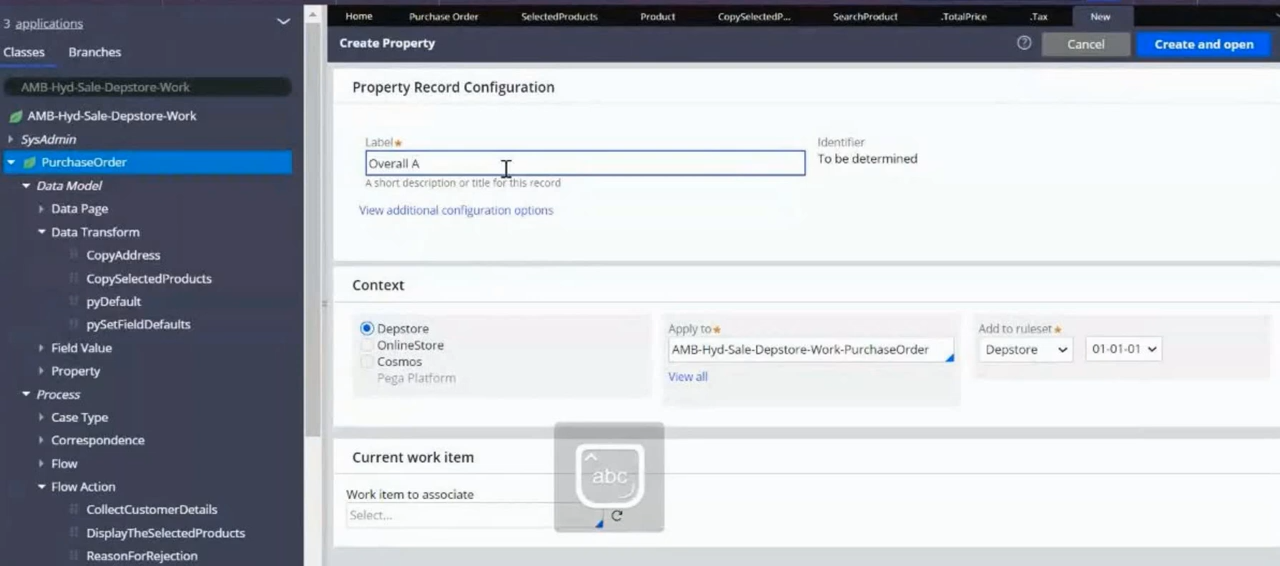 3 applications
Classes
Branches
AMB-Hyd-Sale-Depstore-Work
AMB-Hyd-Sale-Depstore-Work
SysAdmin
PurchaseOrder
Data Model
Data Page
Data Transform
CopyAddress
CopySelectedProducts
pyDefault
pySetFieldDefaults
Field Value
Property
Process
Case Type
Correspondence
Flow
Flow Action
CollectCustomerDetails
DisplayTheSelectedProducts
ReasonForRejection
Home
Purchase Order
SelectedProducts
Product
CopySelectedP...
SearchProduct
.TotalPrice
.Tax
New
Create Property
?
Cancel
Create and open
Property Record Configuration
Label★
Overall A
A short description or title for this record
View additional configuration options
Identifier
To be determined
Context
Depstore
OnlineStore
Cosmos
Pega Platform
Apply to★
AMB-Hyd-Sale-Depstore-Work-PurchaseOrder
View all
Add to ruleset★
Depstore
01-01-01
Current work item
Work item to associate
Select...
abc